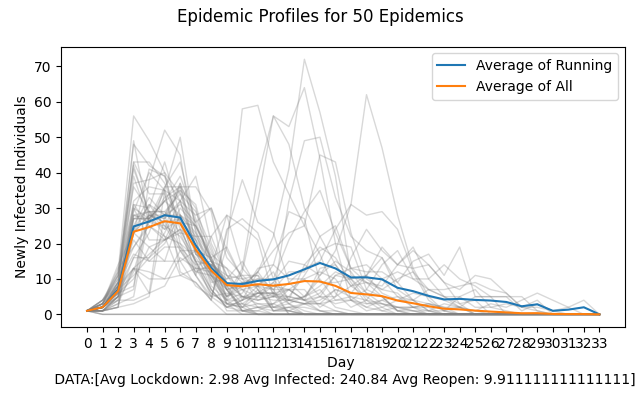 Epidemic Profiles for 50 Epidemics
Average of Running
Average of All
Newly Infected Individuals
70
60
50
40
30
20
10
0
0 1 2 3 4 5 6 7 8 9 10 11 12 13 14 15 16 17 18 19 20 21 22 23 24 25 26 27 28 29 30 31 32 33
Day
DATA:[Avg Lockdown: 2.98 Avg Infected: 240.84 Avg Reopen: 9.911111111111111]